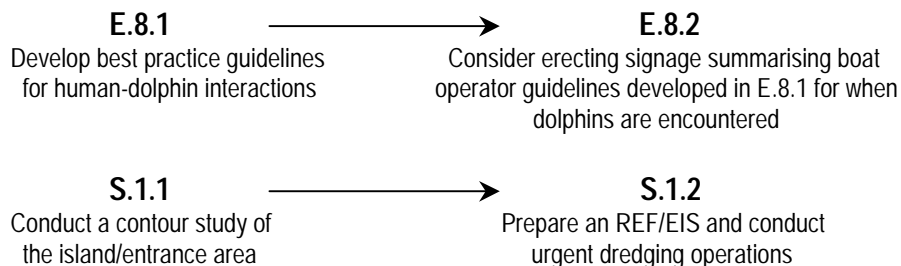 E.8.1
Develop best practice guidelines
for human-dolphin interactions
E.8.2
Consider erecting signage summarising boat
operator guidelines developed in E.8.1 for when
dolphins are encountered
S.1.1
Conduct a contour study of
the island/entrance area
S.1.2
Prepare an REF/EIS and conduct
urgent dredging operations